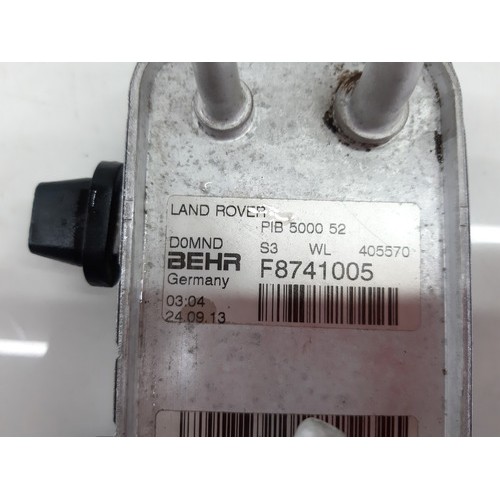 LAND ROVER
PIB 5000 52
D0MND S3 WL 405570
BEHR F8741005
Germany
03:04
24.09.13